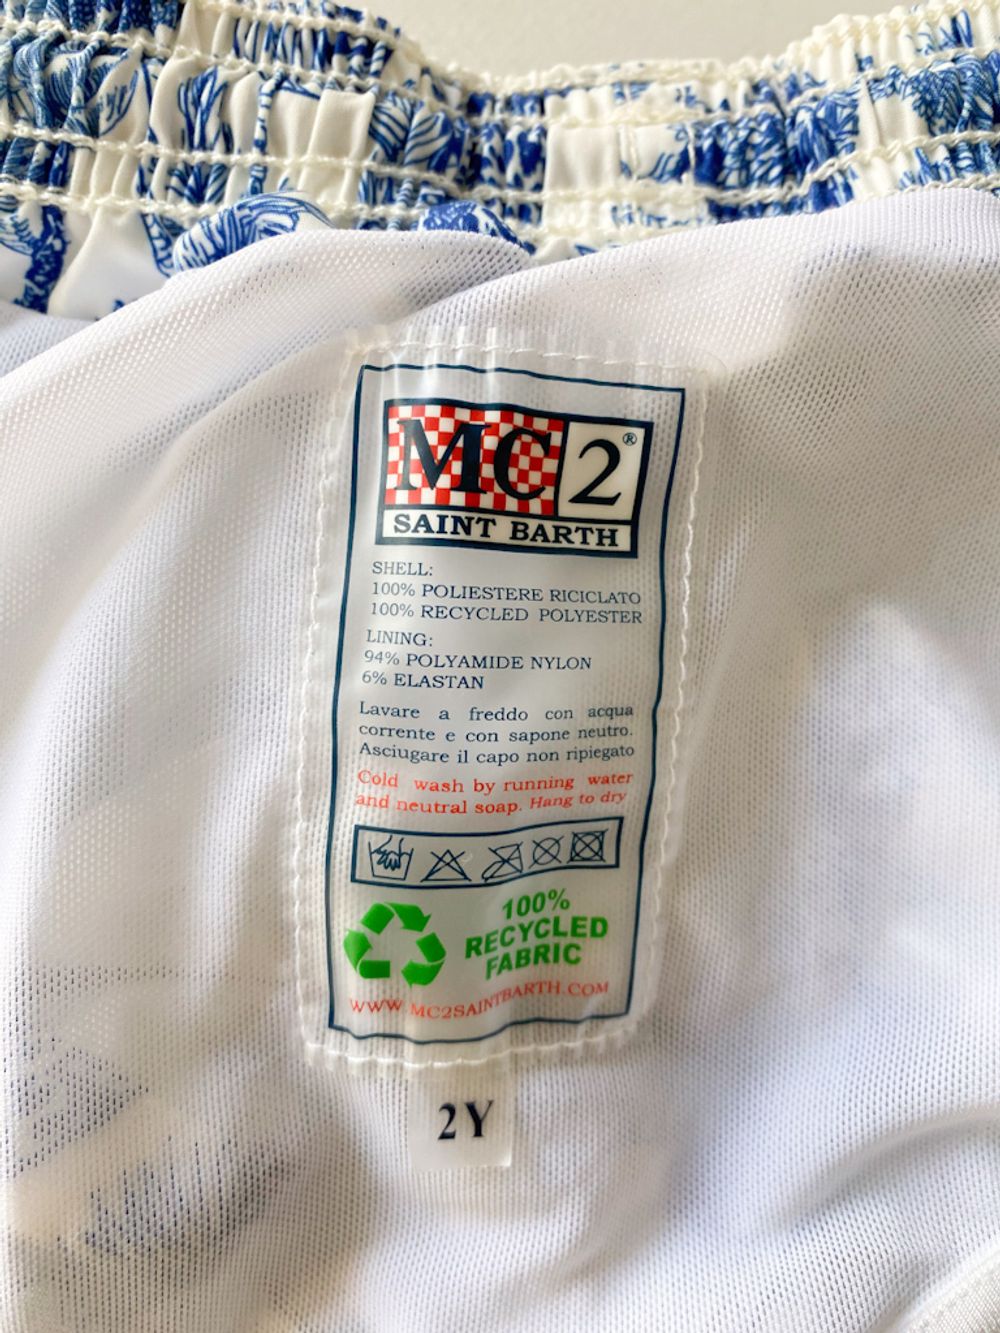 MC2®
SAINT BARTH
SHELL:
100% POLIESTERE RICICLATO
100% RECYCLED POLYESTER
LINING:
94% POLYAMIDE NYLON
6% ELASTAN
Lavare a freddo con acqua
corrente e con sapone neutro.
Asciugare il capo non ripiegato
Cold wash by running water
and neutral soap. Hang to dry
100%
RECYCLED
FABRIC
WWW.MC2SAINTBARTH.COM
2Y